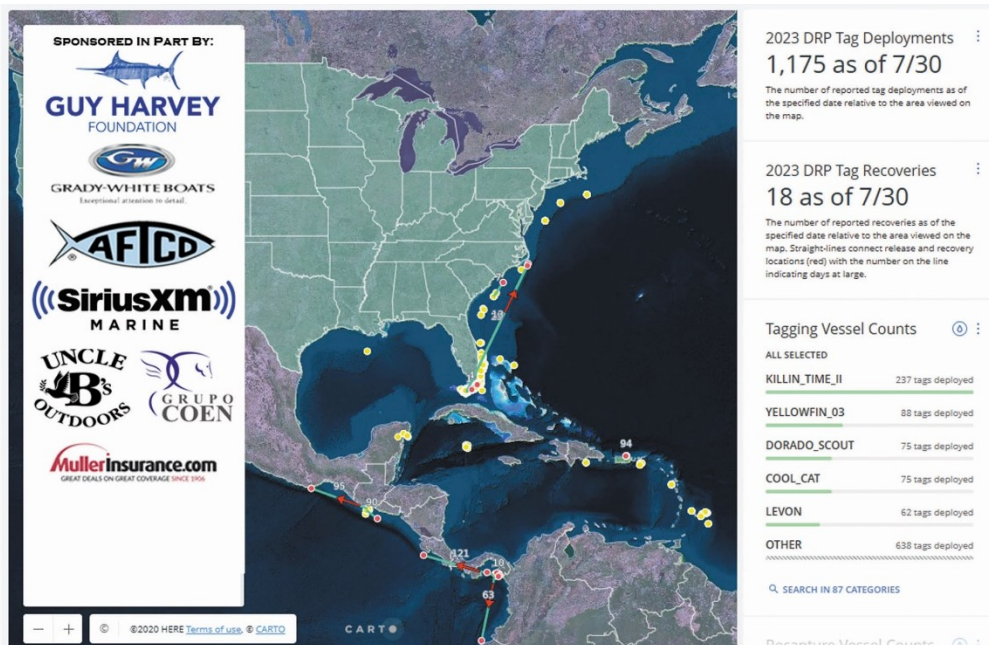 SPONSORED IN PART BY:
GUY HARVEY
FOUNDATION
GW
GRADY-WHITE BOATS
Exceptional attention to detail.
AFTCO
®
(((SiriusXM®)))
MARINE
UNCLE
B's
OUTDOORS
GRUPO
COEN
MullerInsurance.com
GREAT DEALS ON GREAT COVERAGE SINCE 1906
94
95
90
121
10
63
− + © ©2020 HERE Terms of use, © CARTO
CARTO
2023 DRP Tag Deployments
1,175 as of 7/30
The number of reported tag deployments as of
the specified date relative to the area viewed on
the map.
2023 DRP Tag Recoveries
18 as of 7/30
The number of reported recoveries as of the
specified date relative to the area viewed on the
map. Straight-lines connect release and recovery
locations (red) with the number on the line
indicating days at large.
Tagging Vessel Counts
ALL SELECTED
KILLIN_TIME_II 237 tags deployed
YELLOWFIN_03 88 tags deployed
DORADO_SCOUT 75 tags deployed
COOL_CAT 75 tags deployed
LEVON 62 tags deployed
OTHER 638 tags deployed
SEARCH IN 87 CATEGORIES
Recapture Vessel Counts